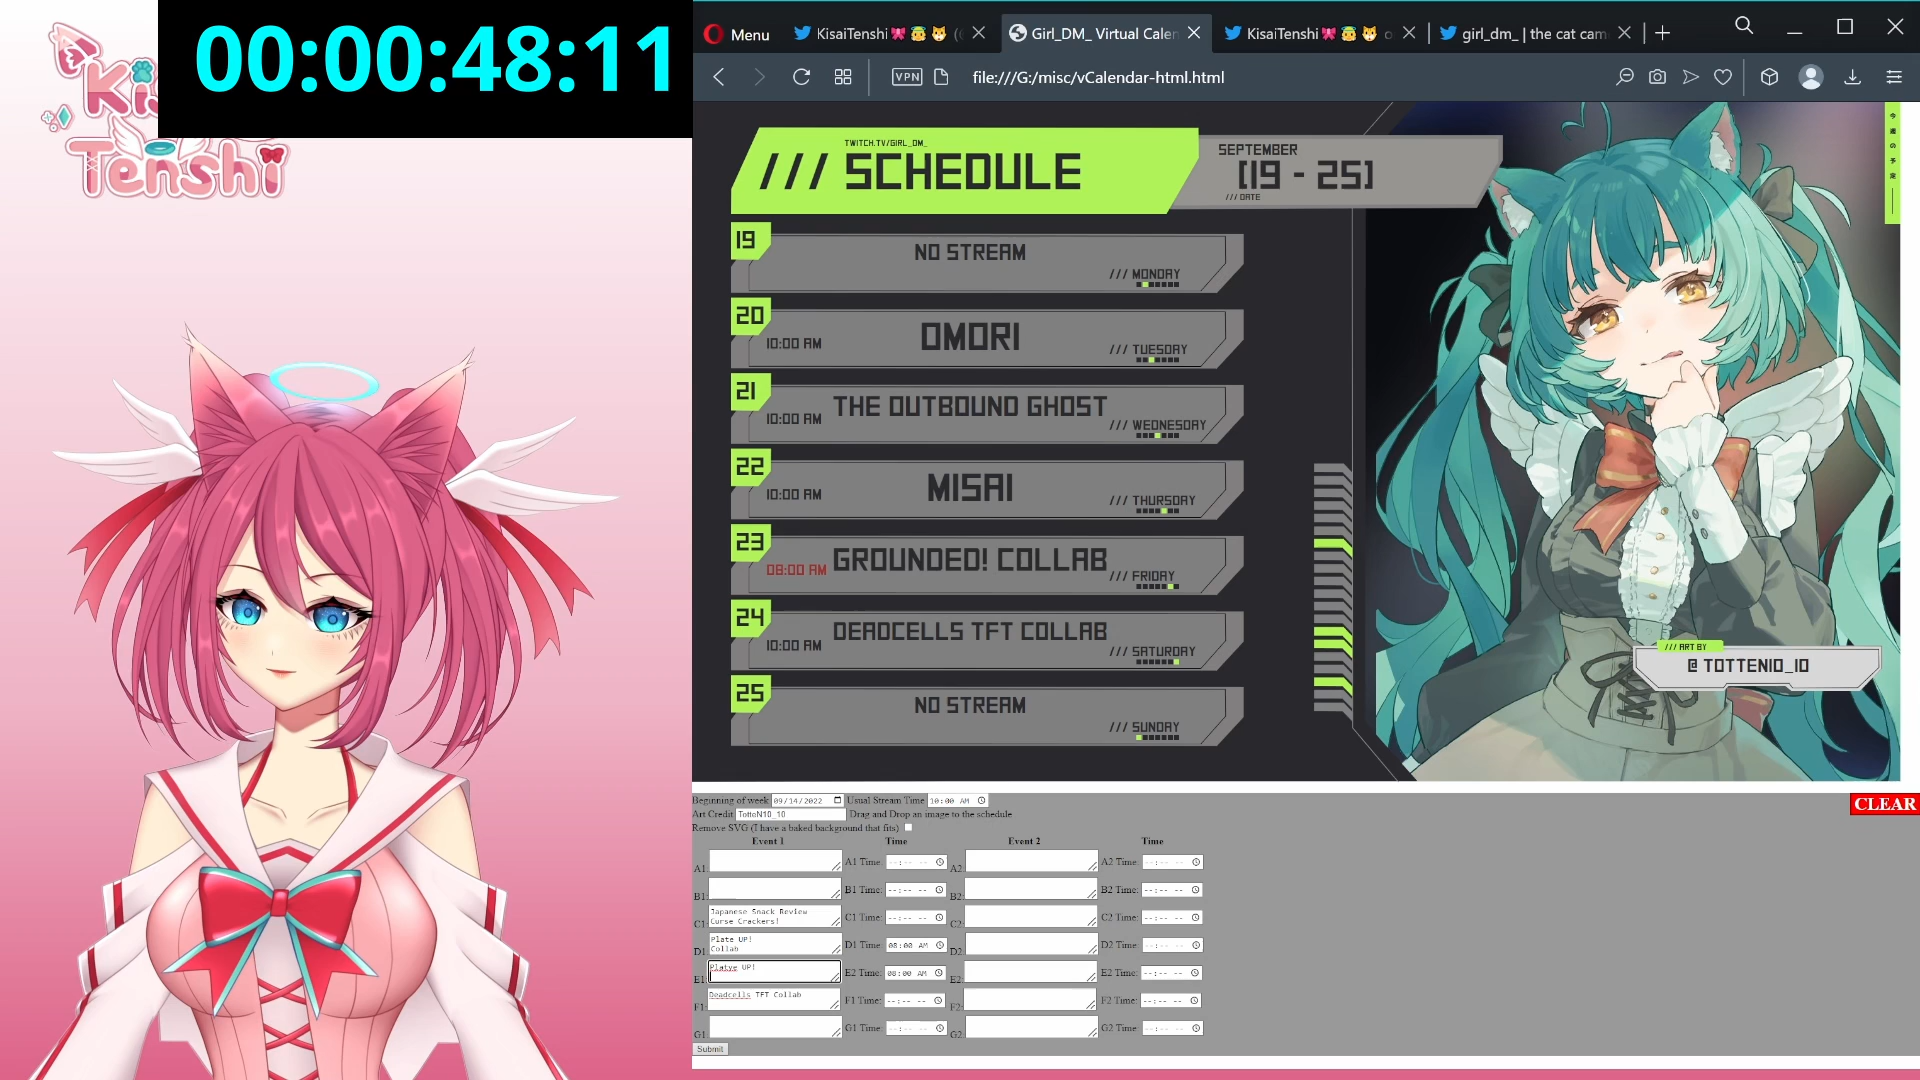 Kisai
Tenshi
00:00:48:11
Menu
KisaiTenshi
Girl_DM_ Virtual Calen
KisaiTenshi
girl_dm_ | the cat cam
VPN
file:///G:/misc/vCalendar-html.html
TWITCH.TV/GIRL_DM_
/// SCHEDULE
SEPTEMBER
[19 - 25]
/// DATE
今週の予定
19
NO STREAM
/// MONDAY
20
10:00 AM
OMORI
/// TUESDAY
21
10:00 AM
THE OUTBOUND GHOST
/// WEDNESDAY
22
10:00 AM
MISAI
/// THURSDAY
23
08:00 AM
GROUNDED! COLLAB
/// FRIDAY
24
10:00 AM
DEADCELLS TFT COLLAB
/// SATURDAY
25
NO STREAM
/// SUNDAY
/// ART BY
@ TOTTEN10_10
Beginning of week 09/14/2022 Usual Stream Time 10:00 AM
CLEAR
Art Credit TotteN10_10 Drag and Drop an image to the schedule
Remove SVG (I have a baked background that fits)
Event 1 Time Event 2 Time
A1: A1 Time: --:-- -- A2: A2 Time: --:-- --
B1: B1 Time: --:-- -- B2: B2 Time: --:-- --
Japanese Snack Review
Curse Crackers!
C1: C1 Time: --:-- -- C2: C2 Time: --:-- --
Plate UP!
Collab
D1: D1 Time: 08:00 AM D2: D2 Time: --:-- --
Platye UP!
E1: E2 Time: 08:00 AM E2: E2 Time: --:-- --
Deadcells TFT Collab
F1: F1 Time: --:-- -- F2: F2 Time: --:-- --
G1: G1 Time: --:-- -- G2: G2 Time: --:-- --
Submit